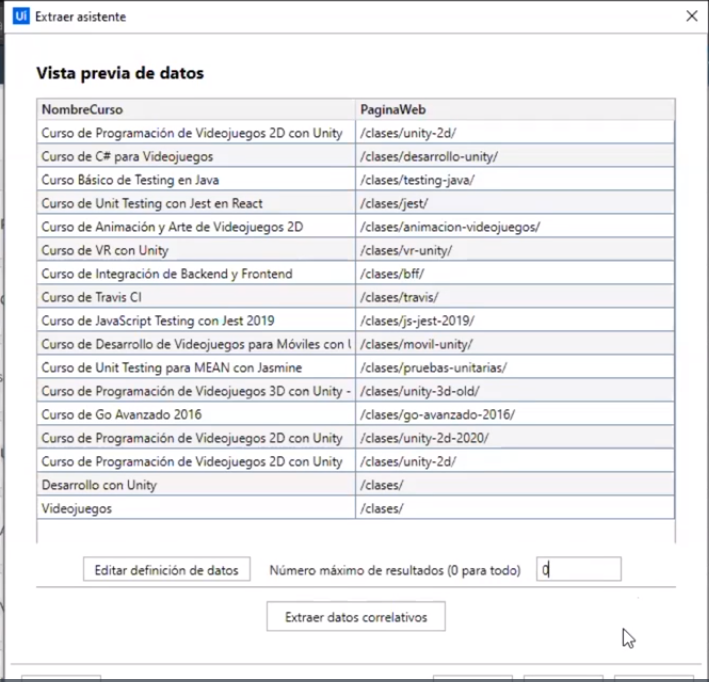 Ui Extraer asistente
Vista previa de datos
NombreCurso PaginaWeb
Curso de Programación de Videojuegos 2D con Unity /clases/unity-2d/
Curso de C# para Videojuegos /clases/desarrollo-unity/
Curso Básico de Testing en Java /clases/testing-java/
Curso de Unit Testing con Jest en React /clases/jest/
Curso de Animación y Arte de Videojuegos 2D /clases/animacion-videojuegos/
Curso de VR con Unity /clases/vr-unity/
Curso de Integración de Backend y Frontend /clases/bff/
Curso de Travis CI /clases/travis/
Curso de JavaScript Testing con Jest 2019 /clases/js-jest-2019/
Curso de Desarrollo de Videojuegos para Móviles con /clases/movil-unity/
Curso de Unit Testing para MEAN con Jasmine /clases/pruebas-unitarias/
Curso de Programación de Videojuegos 3D con Unity - /clases/unity-3d-old/
Curso de Go Avanzado 2016 /clases/go-avanzado-2016/
Curso de Programación de Videojuegos 2D con Unity /clases/unity-2d-2020/
Curso de Programación de Videojuegos 2D con Unity /clases/unity-2d/
Desarrollo con Unity /clases/
Videojuegos /clases/
Editar definición de datos Número máximo de resultados (0 para todo) 0
Extraer datos correlativos